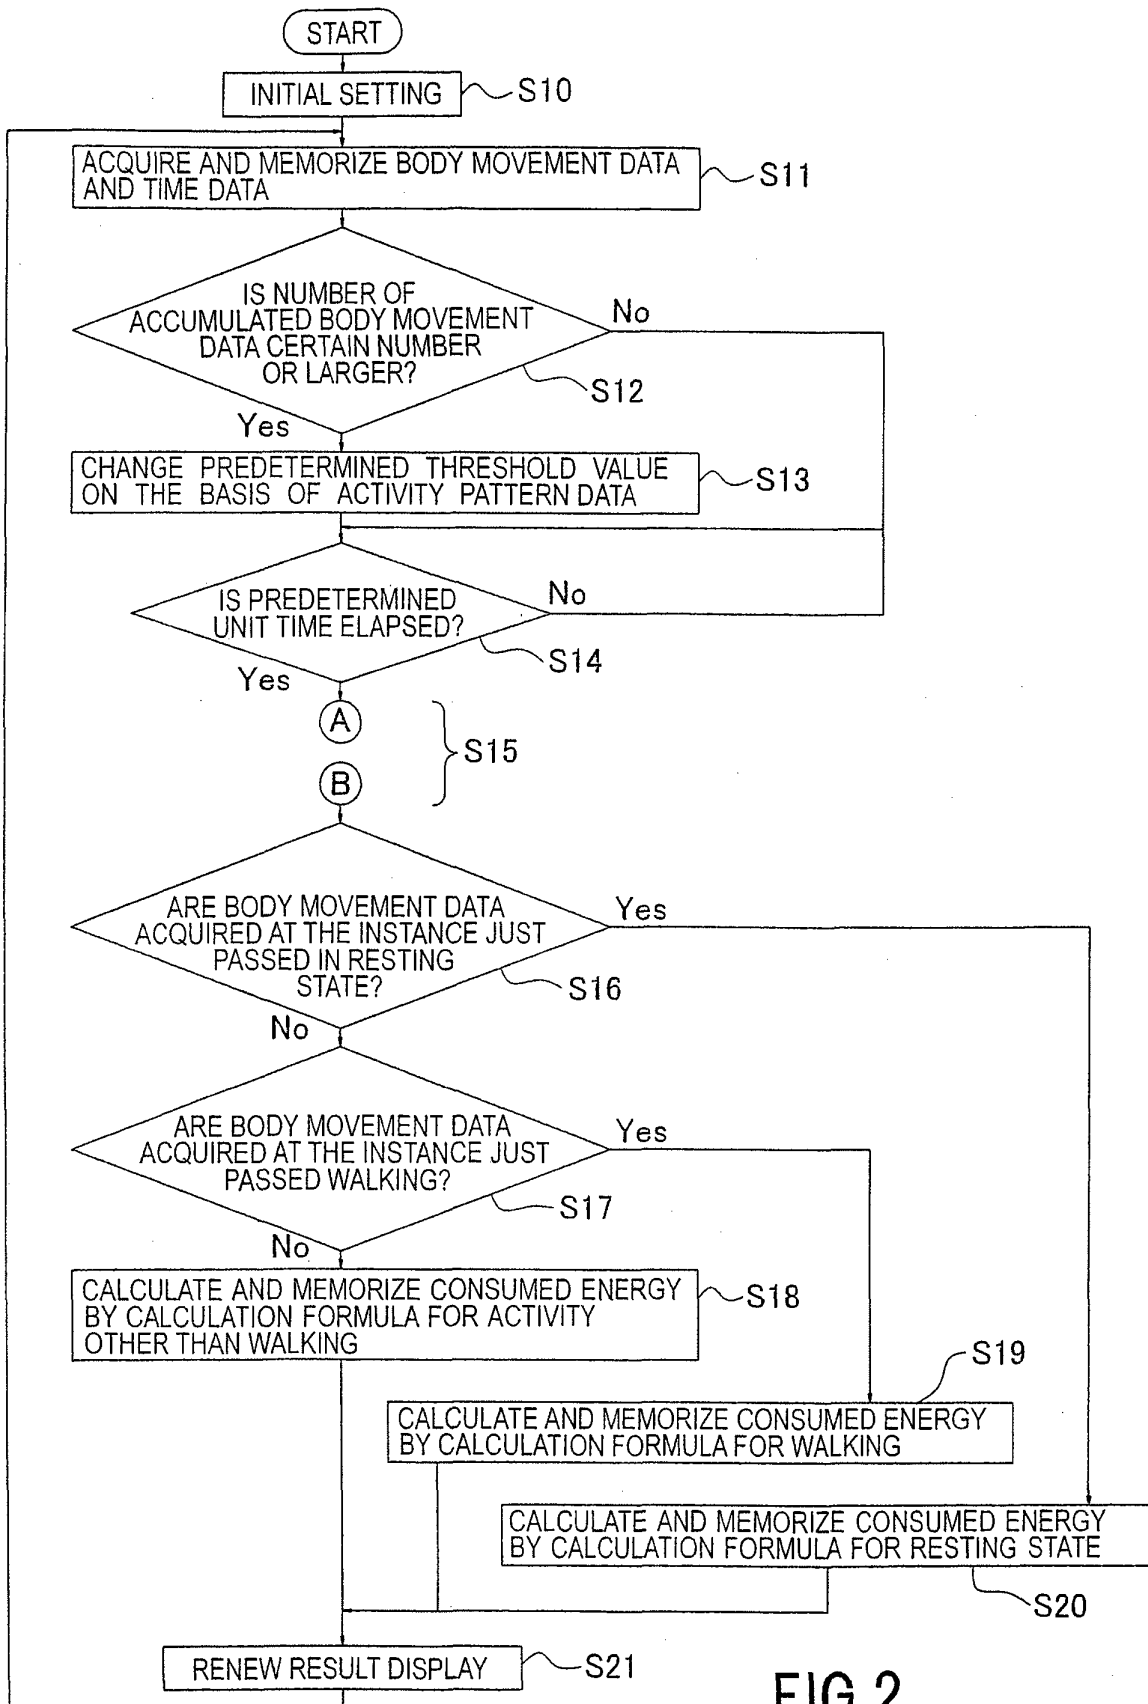 START
INITIAL SETTING
S10
ACQUIRE AND MEMORIZE BODY MOVEMENT DATA
AND TIME DATA
S11
IS NUMBER OF
ACCUMULATED BODY MOVEMENT
DATA CERTAIN NUMBER
OR LARGER?
No
S12
Yes
CHANGE PREDETERMINED THRESHOLD VALUE
ON THE BASIS OF ACTIVITY PATTERN DATA
S13
IS PREDETERMINED
UNIT TIME ELAPSED?
No
S14
Yes
A
S15
B
ARE BODY MOVEMENT DATA
ACQUIRED AT THE INSTANCE JUST
PASSED IN RESTING
STATE?
Yes
S16
No
ARE BODY MOVEMENT DATA
ACQUIRED AT THE INSTANCE JUST
PASSED WALKING?
Yes
S17
No
CALCULATE AND MEMORIZE CONSUMED ENERGY
BY CALCULATION FORMULA FOR ACTIVITY
OTHER THAN WALKING
S18
S19
CALCULATE AND MEMORIZE CONSUMED ENERGY
BY CALCULATION FORMULA FOR WALKING
CALCULATE AND MEMORIZE CONSUMED ENERGY
BY CALCULATION FORMULA FOR RESTING STATE
S20
RENEW RESULT DISPLAY
S21
FIG.2